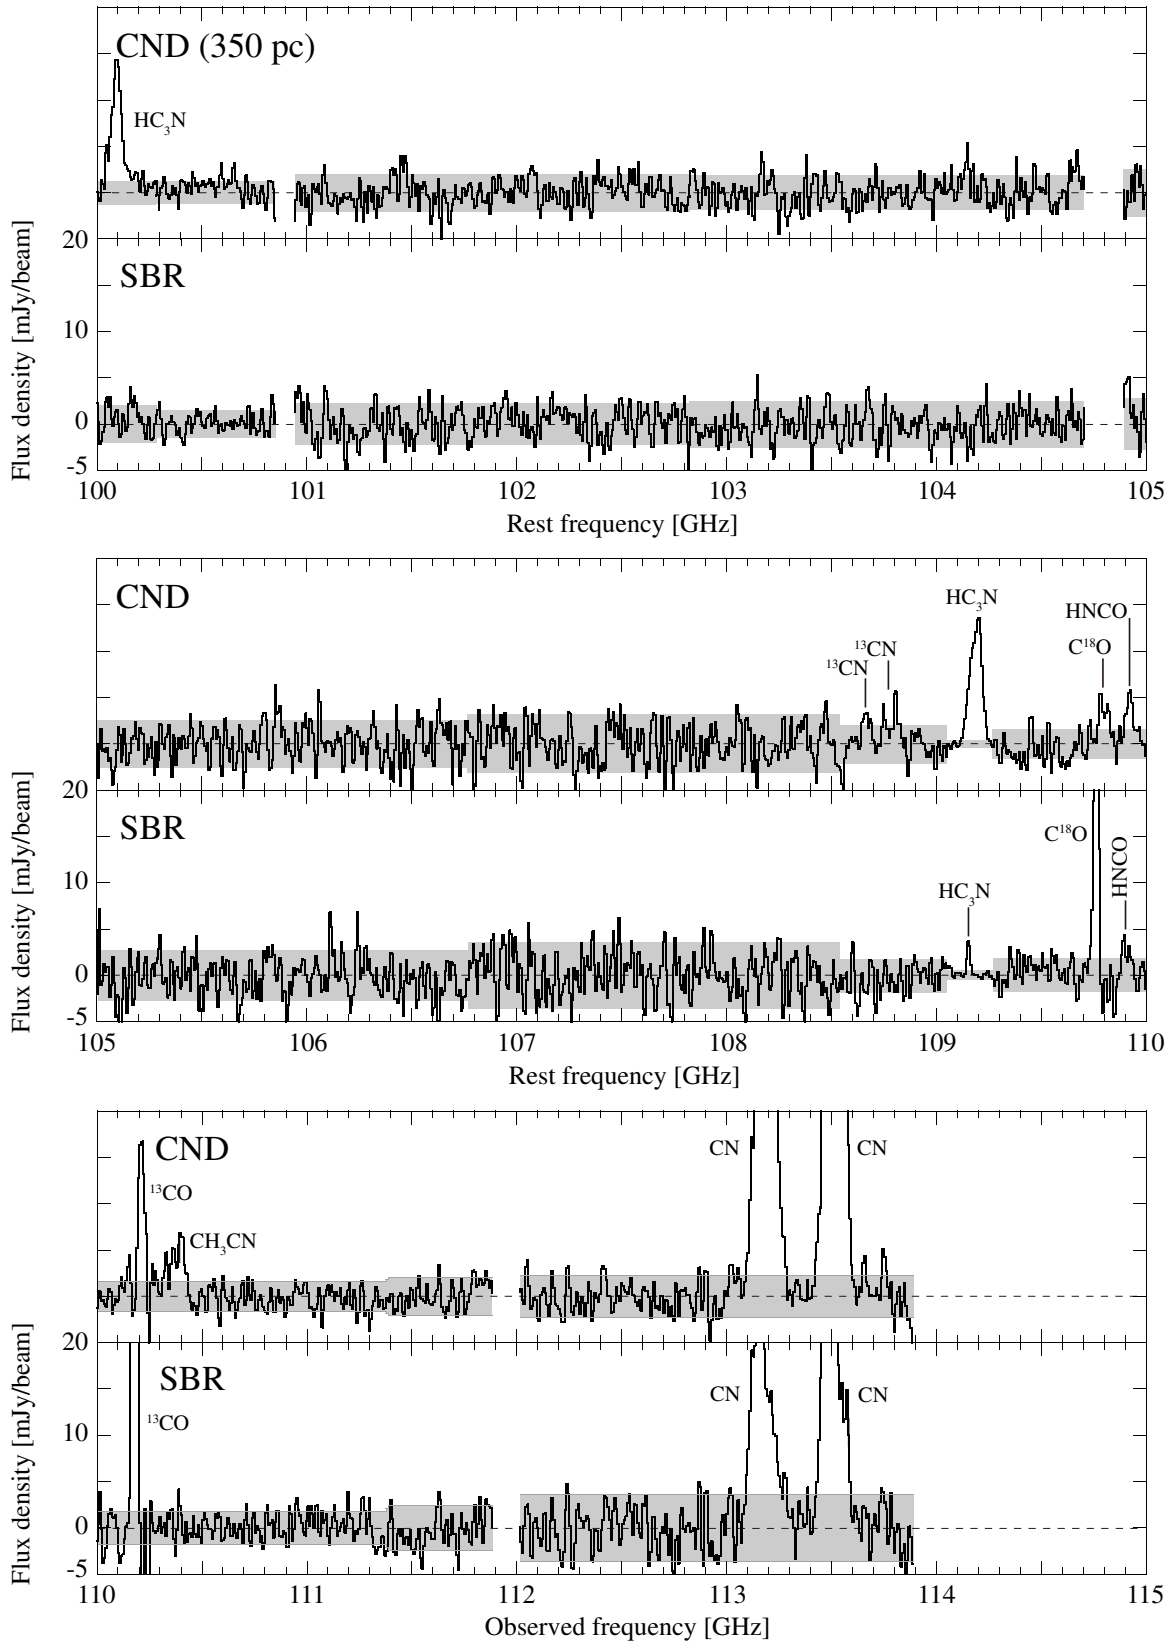 CND (350 pc)
HC₃N
20
SBR
10
0
-5
Flux density [mJy/beam]
100 101 102 103 104 105
Rest frequency [GHz]
CND
¹³CN
¹³CN
HC₃N
C¹⁸O
HNCO
20
SBR
10
0
-5
Flux density [mJy/beam]
HC₃N
C¹⁸O
HNCO
105 106 107 108 109 110
Rest frequency [GHz]
CND
¹³CO
CH₃CN
CN
CN
20
SBR
¹³CO
10
0
-5
Flux density [mJy/beam]
CN
CN
110 111 112 113 114 115
Observed frequency [GHz]